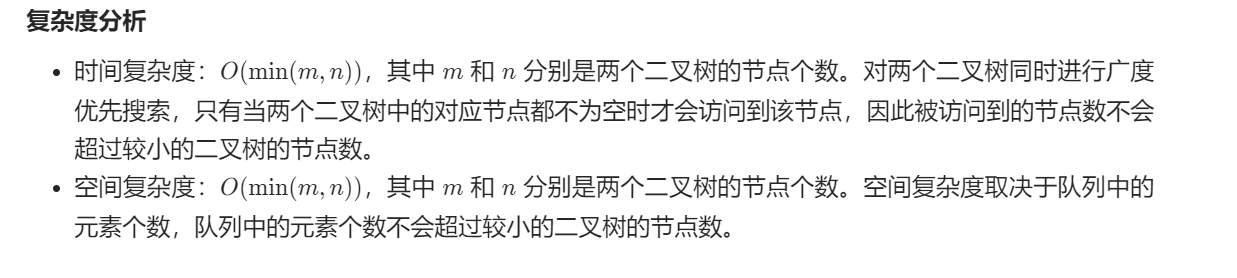 复杂度分析
• 时间复杂度：O(min(m, n))，其中 m 和 n 分别是两个二叉树的节点个数。对两个二叉树同时进行广度
优先搜索，只有当两个二叉树中的对应节点都不为空时才会访问到该节点，因此被访问到的节点数不会
超过较小的二叉树的节点数。
• 空间复杂度：O(min(m, n))，其中 m 和 n 分别是两个二叉树的节点个数。空间复杂度取决于队列中的
元素个数，队列中的元素个数不会超过较小的二叉树的节点数。